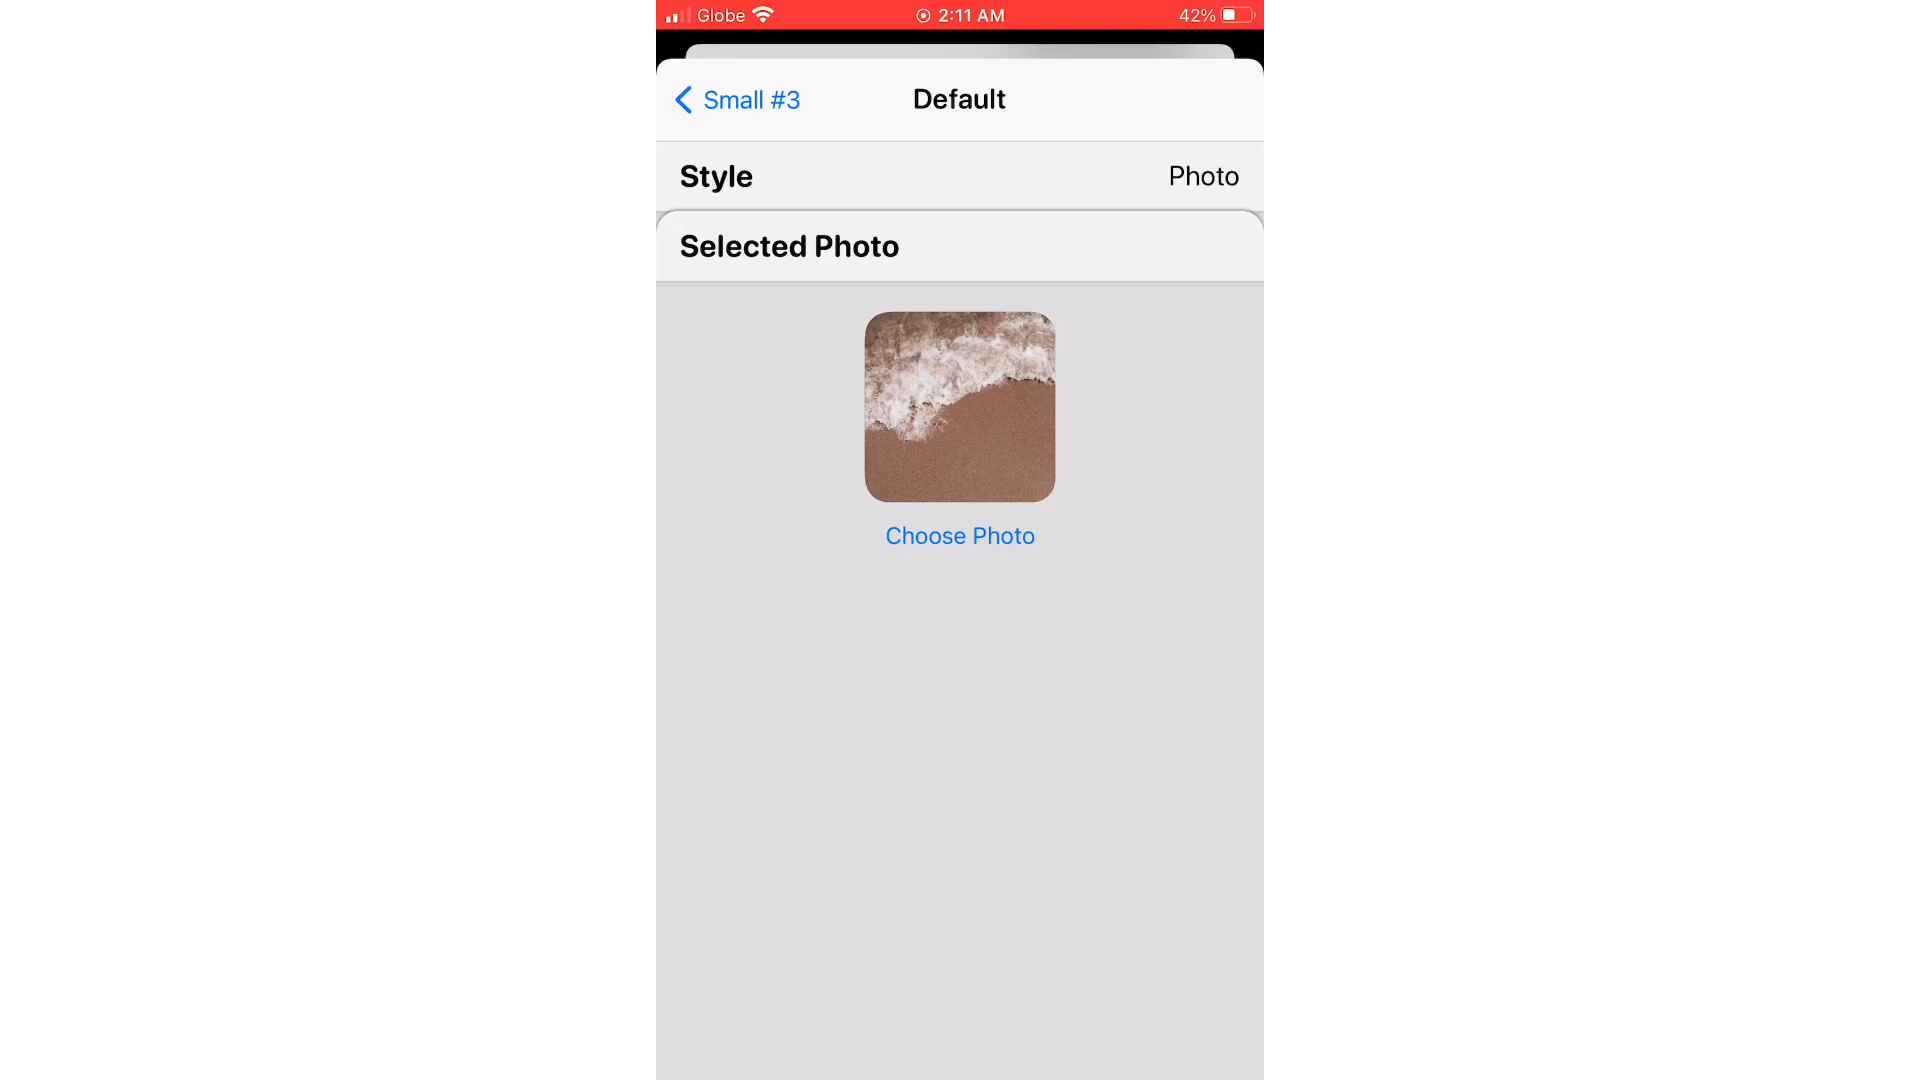 Globe 2:11 AM 42%
Small #3 Default
Style Photo
Selected Photo
Choose Photo